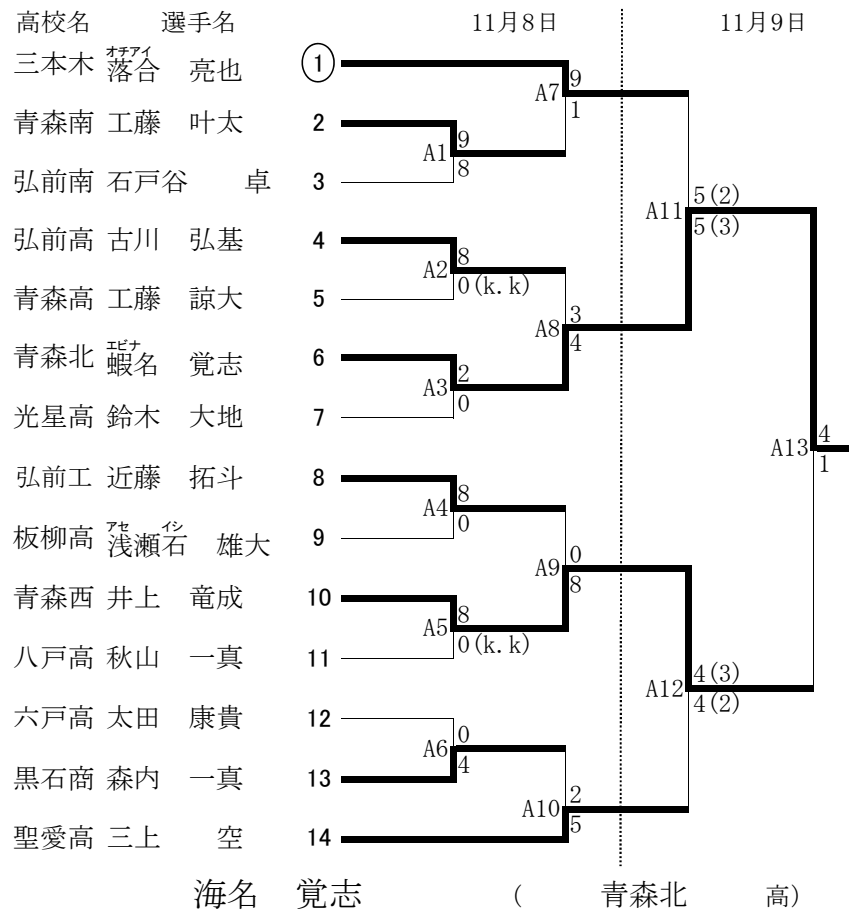 高校名 選手名 11月8日 11月9日
オチアイ
三本木 落合 亮也 1
9
A7
1
青森南 工藤 叶太 2
9
A1
8
弘前南 石戸谷 卓 3
5(2)
A11
5(3)
弘前高 古川 弘基 4
8
A2
0(k.k)
青森高 工藤 諒大 5
3
A8
4
エビナ
青森北 蝦名 覚志 6
2
A3
0
光星高 鈴木 大地 7
4
A13
1
弘前工 近藤 拓斗 8
8
A4
0
アセ イシ
板柳高 浅瀬石 雄大 9
0
A9
8
青森西 井上 竜成 10
8
A5
0(k.k)
八戸高 秋山 一真 11
4(3)
A12
4(2)
六戸高 太田 康貴 12
0
A6
4
黒石商 森内 一真 13
2
A10
5
聖愛高 三上 空 14
海名 覚志 ( 青森北 高)